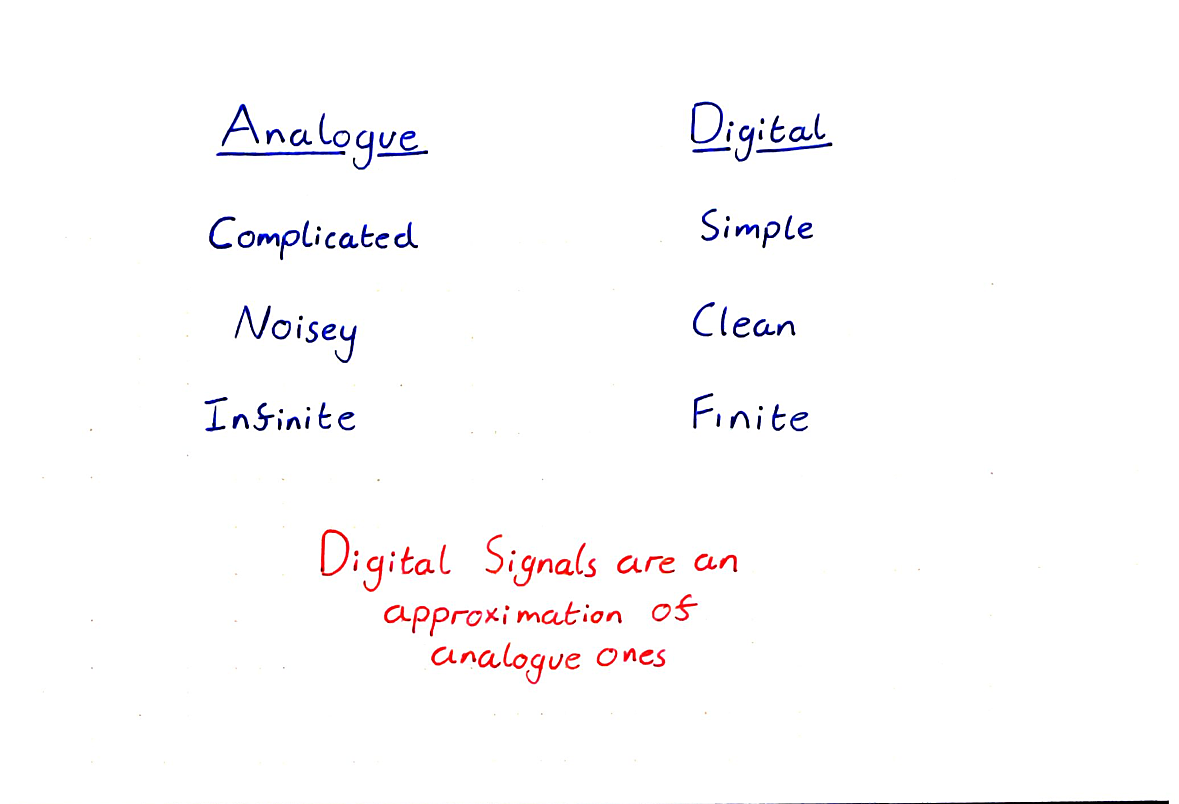 Analogue Digital
Complicated Simple
Noisey Clean
Infinite Finite
Digital Signals are an
approximation of
analogue ones